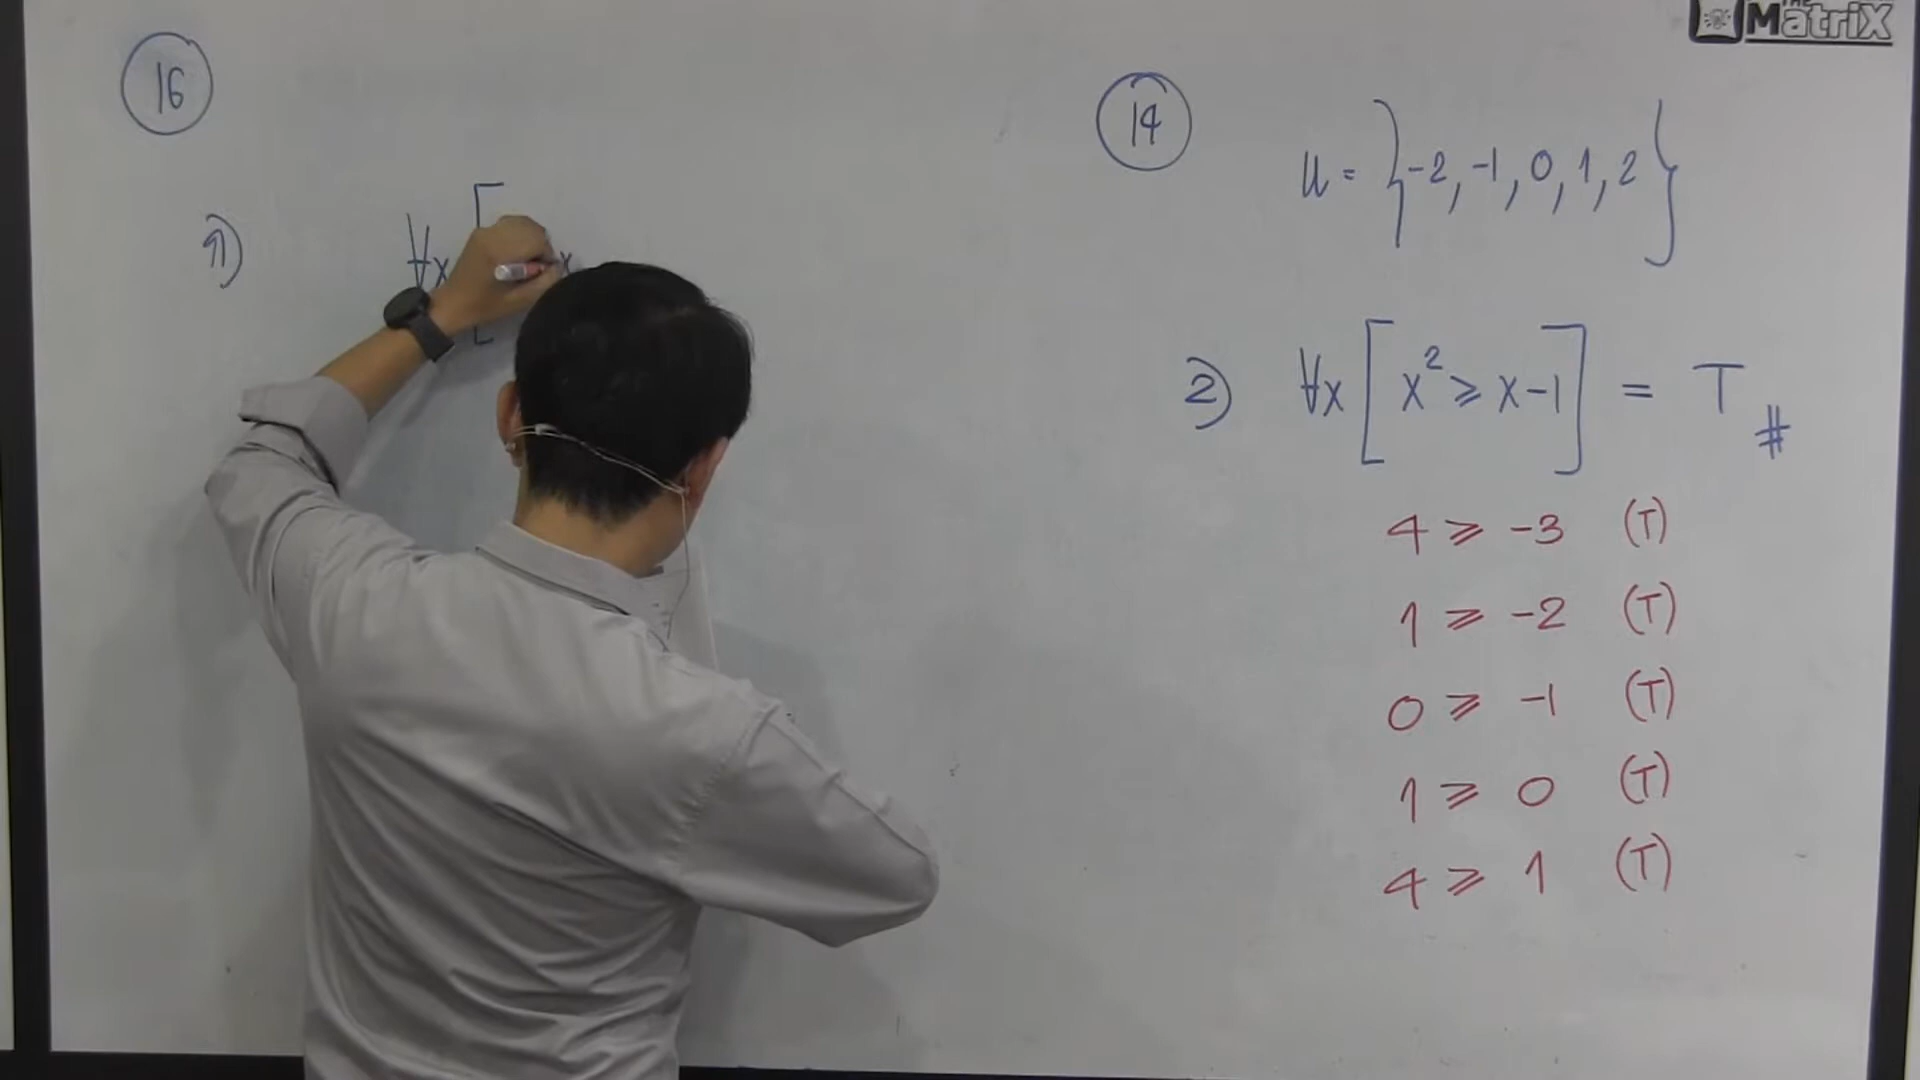 16
1)
∀x [ x
THE
MatriX
14
U = {-2, -1, 0, 1, 2}
2) ∀x [x² ⩾ x-1] = T #
4 ⩾ -3 (T)
1 ⩾ -2 (T)
0 ⩾ -1 (T)
1 ⩾ 0 (T)
4 ⩾ 1 (T)